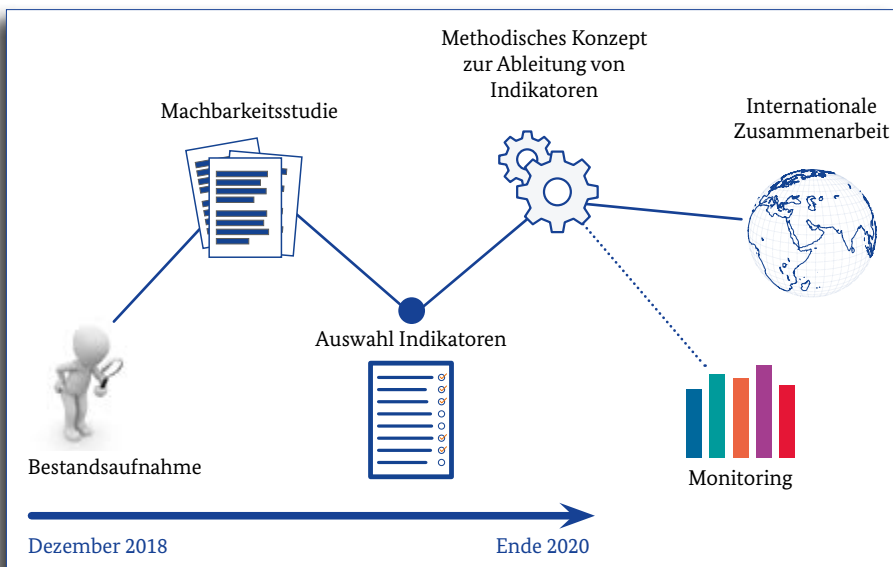 Methodisches Konzept
zur Ableitung von
Indikatoren
Machbarkeitsstudie
Internationale
Zusammenarbeit
Auswahl Indikatoren
Bestandsaufnahme
Monitoring
Dezember 2018
Ende 2020